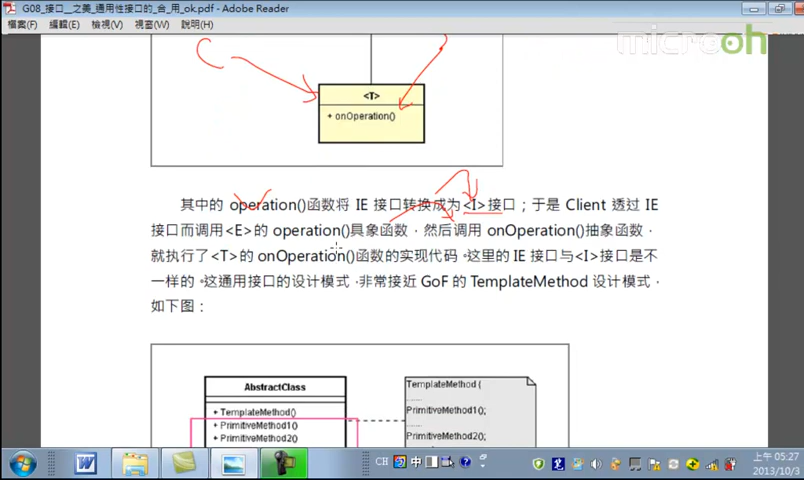 G08_接口__之美_通用性接口的_合_用_ok.pdf - Adobe Reader
檔案(F) 編輯(E) 檢視(V) 視窗(W) 說明(H)
microoh
C
<T>
+ onOperation()
其中的 operation()函数将 IE 接口转换成为<I>接口；于是 Client 透过 IE
接口而调用<E>的 operation()具象函数，然后调用 onOperation()抽象函数，
就执行了<T>的 onOperation()函数的实现代码。这里的 IE 接口与<I>接口是不
一样的。这通用接口的设计模式，非常接近 GoF 的 TemplateMethod 设计模式，
如下图：
AbstractClass
+ TemplateMethod()
+ PrimitiveMethod1()
+ PrimitiveMethod2()
TemplateMethod {
......
PrimitiveMethod1();
......
PrimitiveMethod2();
CH 中
上午 05:27
2013/10/3